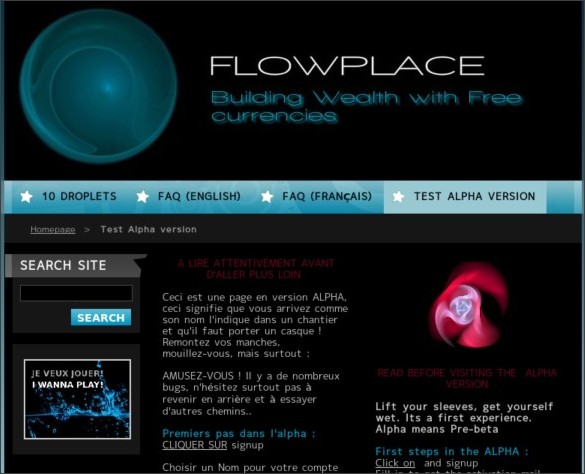 FLOWPLACE
Building Wealth with Free
currencies
10 DROPLETS
FAQ (ENGLISH)
FAQ (FRANÇAIS)
TEST ALPHA VERSION
Homepage > Test Alpha version
SEARCH SITE
SEARCH
JE VEUX JOUER!
I WANNA PLAY!
A LIRE ATTENTIVEMENT AVANT
D'ALLER PLUS LOIN
Ceci est une page en version ALPHA,
ceci signifie que vous arrivez comme
son nom l'indique dans un chantier
et qu'il faut porter un casque !
Remontez vos manches,
mouillez-vous, mais surtout :
AMUSEZ-VOUS ! Il y a de nombreux
bugs, n'hésitez surtout pas à
revenir en arrière et à essayer
d'autres chemins..
Premiers pas dans l'alpha :
CLIQUER SUR signup
Choisir un Nom pour votre compte
READ BEFORE VISITING THE ALPHA
VERSION
Lift your sleeves, get yourself
wet. Its a first experience.
Alpha means Pre-beta
First steps in the ALPHA :
Click on and signup